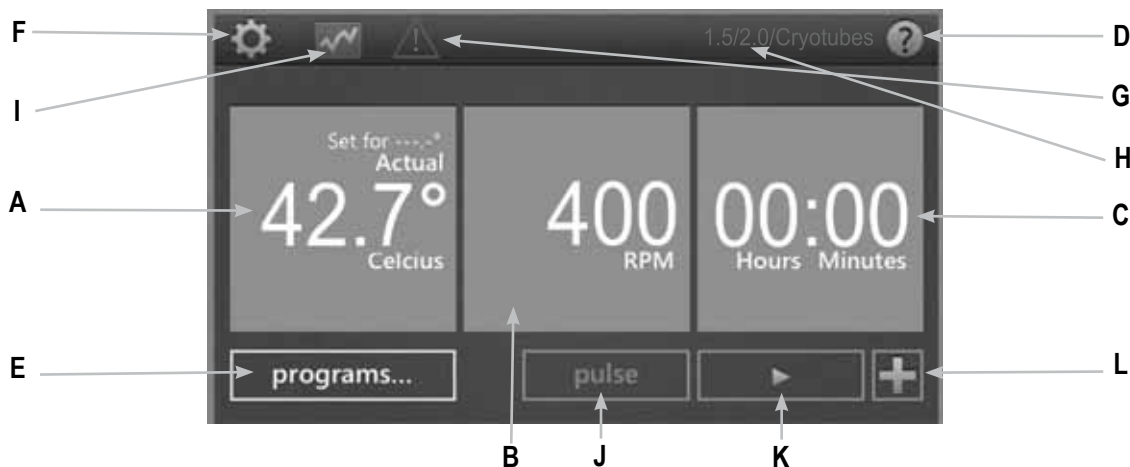 F
I
A
E
1.5/2.0/Cryotubes
?
D
G
H
C
L
Set for ---.-°
Actual
42.7°
Celcius
400
RPM
00:00
Hours Minutes
programs...
pulse
B
J
K